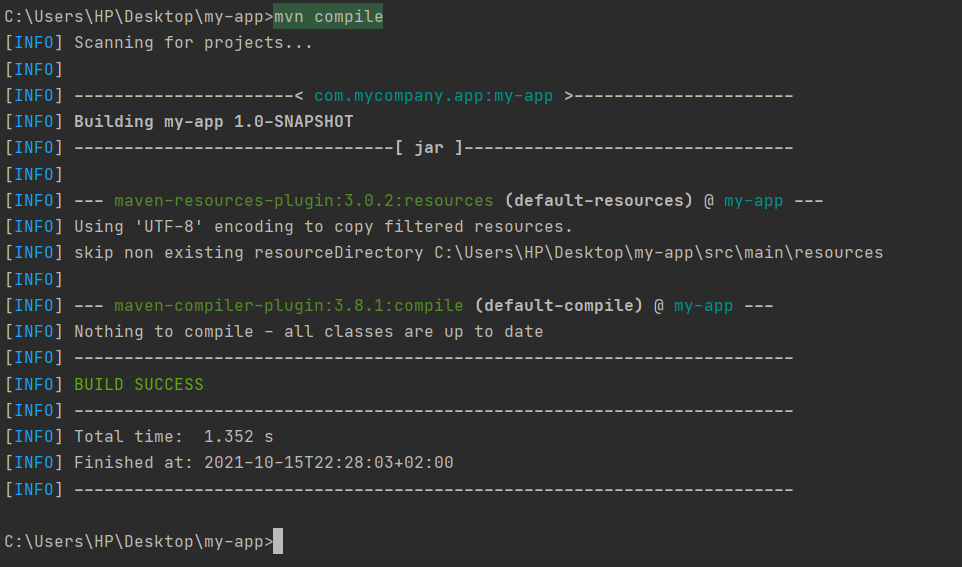 C:\Users\HP\Desktop\my-app>mvn compile
[INFO] Scanning for projects...
[INFO]
[INFO] ----------------------< com.mycompany.app:my-app >----------------------
[INFO] Building my-app 1.0-SNAPSHOT
[INFO] --------------------------------[ jar ]---------------------------------
[INFO]
[INFO] --- maven-resources-plugin:3.0.2:resources (default-resources) @ my-app ---
[INFO] Using 'UTF-8' encoding to copy filtered resources.
[INFO] skip non existing resourceDirectory C:\Users\HP\Desktop\my-app\src\main\resources
[INFO]
[INFO] --- maven-compiler-plugin:3.8.1:compile (default-compile) @ my-app ---
[INFO] Nothing to compile - all classes are up to date
[INFO] ------------------------------------------------------------------------
[INFO] BUILD SUCCESS
[INFO] ------------------------------------------------------------------------
[INFO] Total time:  1.352 s
[INFO] Finished at: 2021-10-15T22:28:03+02:00
[INFO] ------------------------------------------------------------------------
C:\Users\HP\Desktop\my-app>